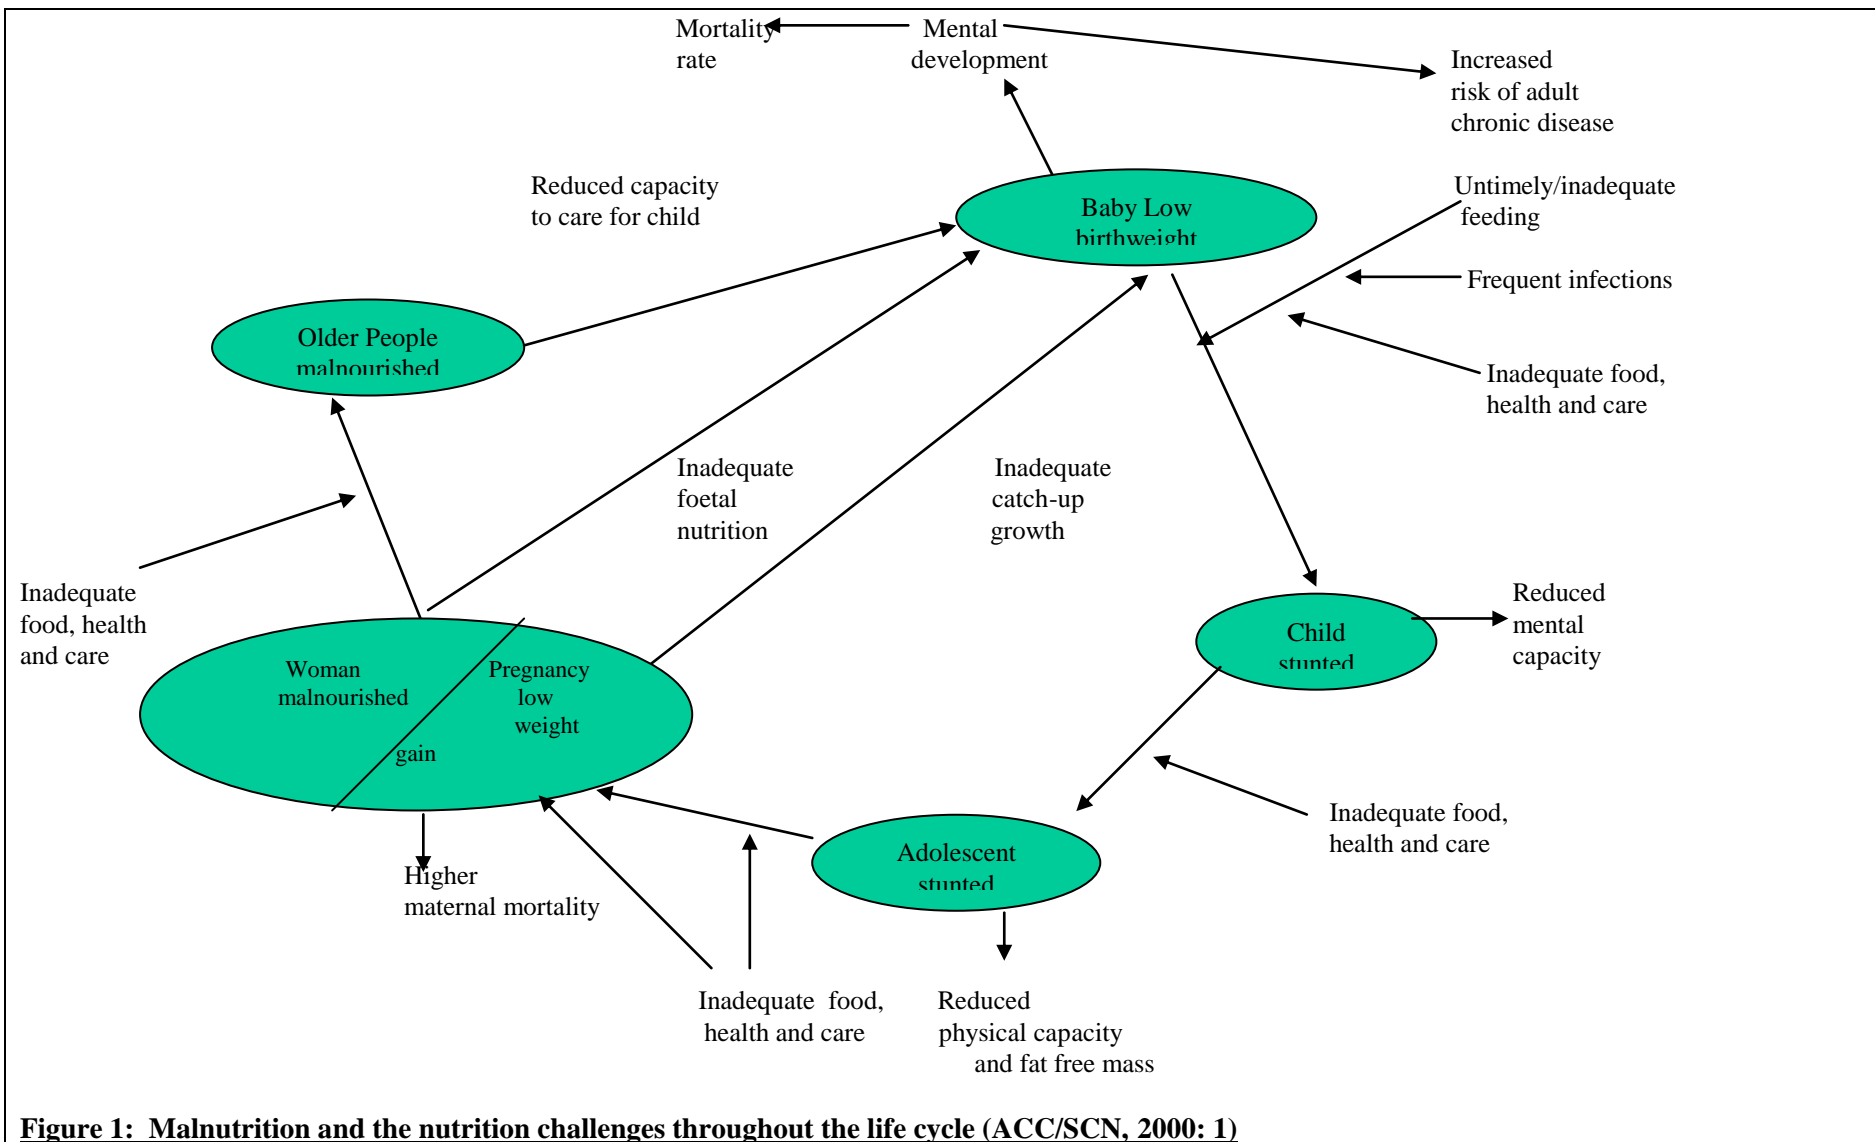 Mortality
rate
Mental
development
Increased
risk of adult
chronic disease
Reduced capacity
to care for child
Baby Low
birthweight
Untimely/inadequate
feeding
Frequent infections
Older People
malnourished
Inadequate food,
health and care
Inadequate
foetal
nutrition
Inadequate
catch-up
growth
Inadequate
food, health
and care
Woman
malnourished
Pregnancy
low
weight
gain
Child
stunted
Reduced
mental
capacity
Inadequate food,
health and care
Adolescent
stunted
Higher
maternal mortality
Inadequate food,
health and care
Reduced
physical capacity
and fat free mass
Figure 1: Malnutrition and the nutrition challenges throughout the life cycle (ACC/SCN, 2000: 1)